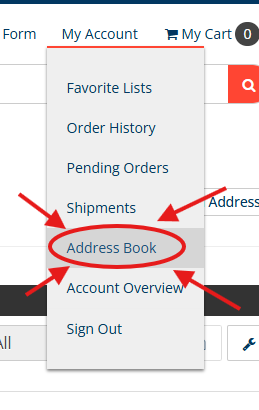 Form My Account My Cart 0
Favorite Lists
Order History
Pending Orders
Shipments
Address
Address Book
Account Overview
Sign Out
All